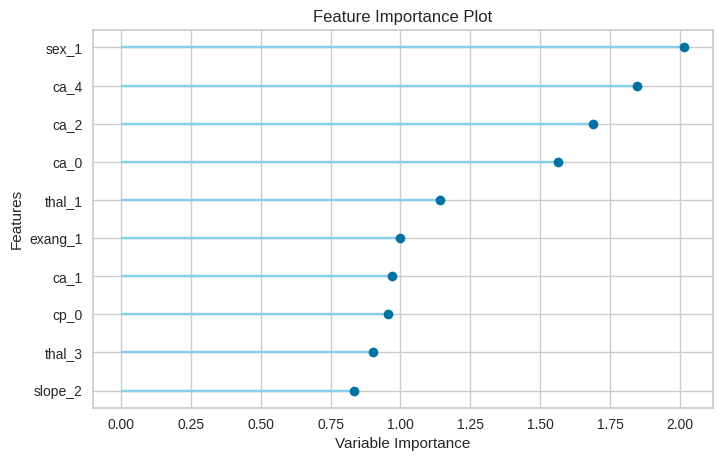 Feature Importance Plot
sex_1
ca_4
ca_2
ca_0
thal_1
exang_1
ca_1
cp_0
thal_3
slope_2
Features
0.00 0.25 0.50 0.75 1.00 1.25 1.50 1.75 2.00
Variable Importance